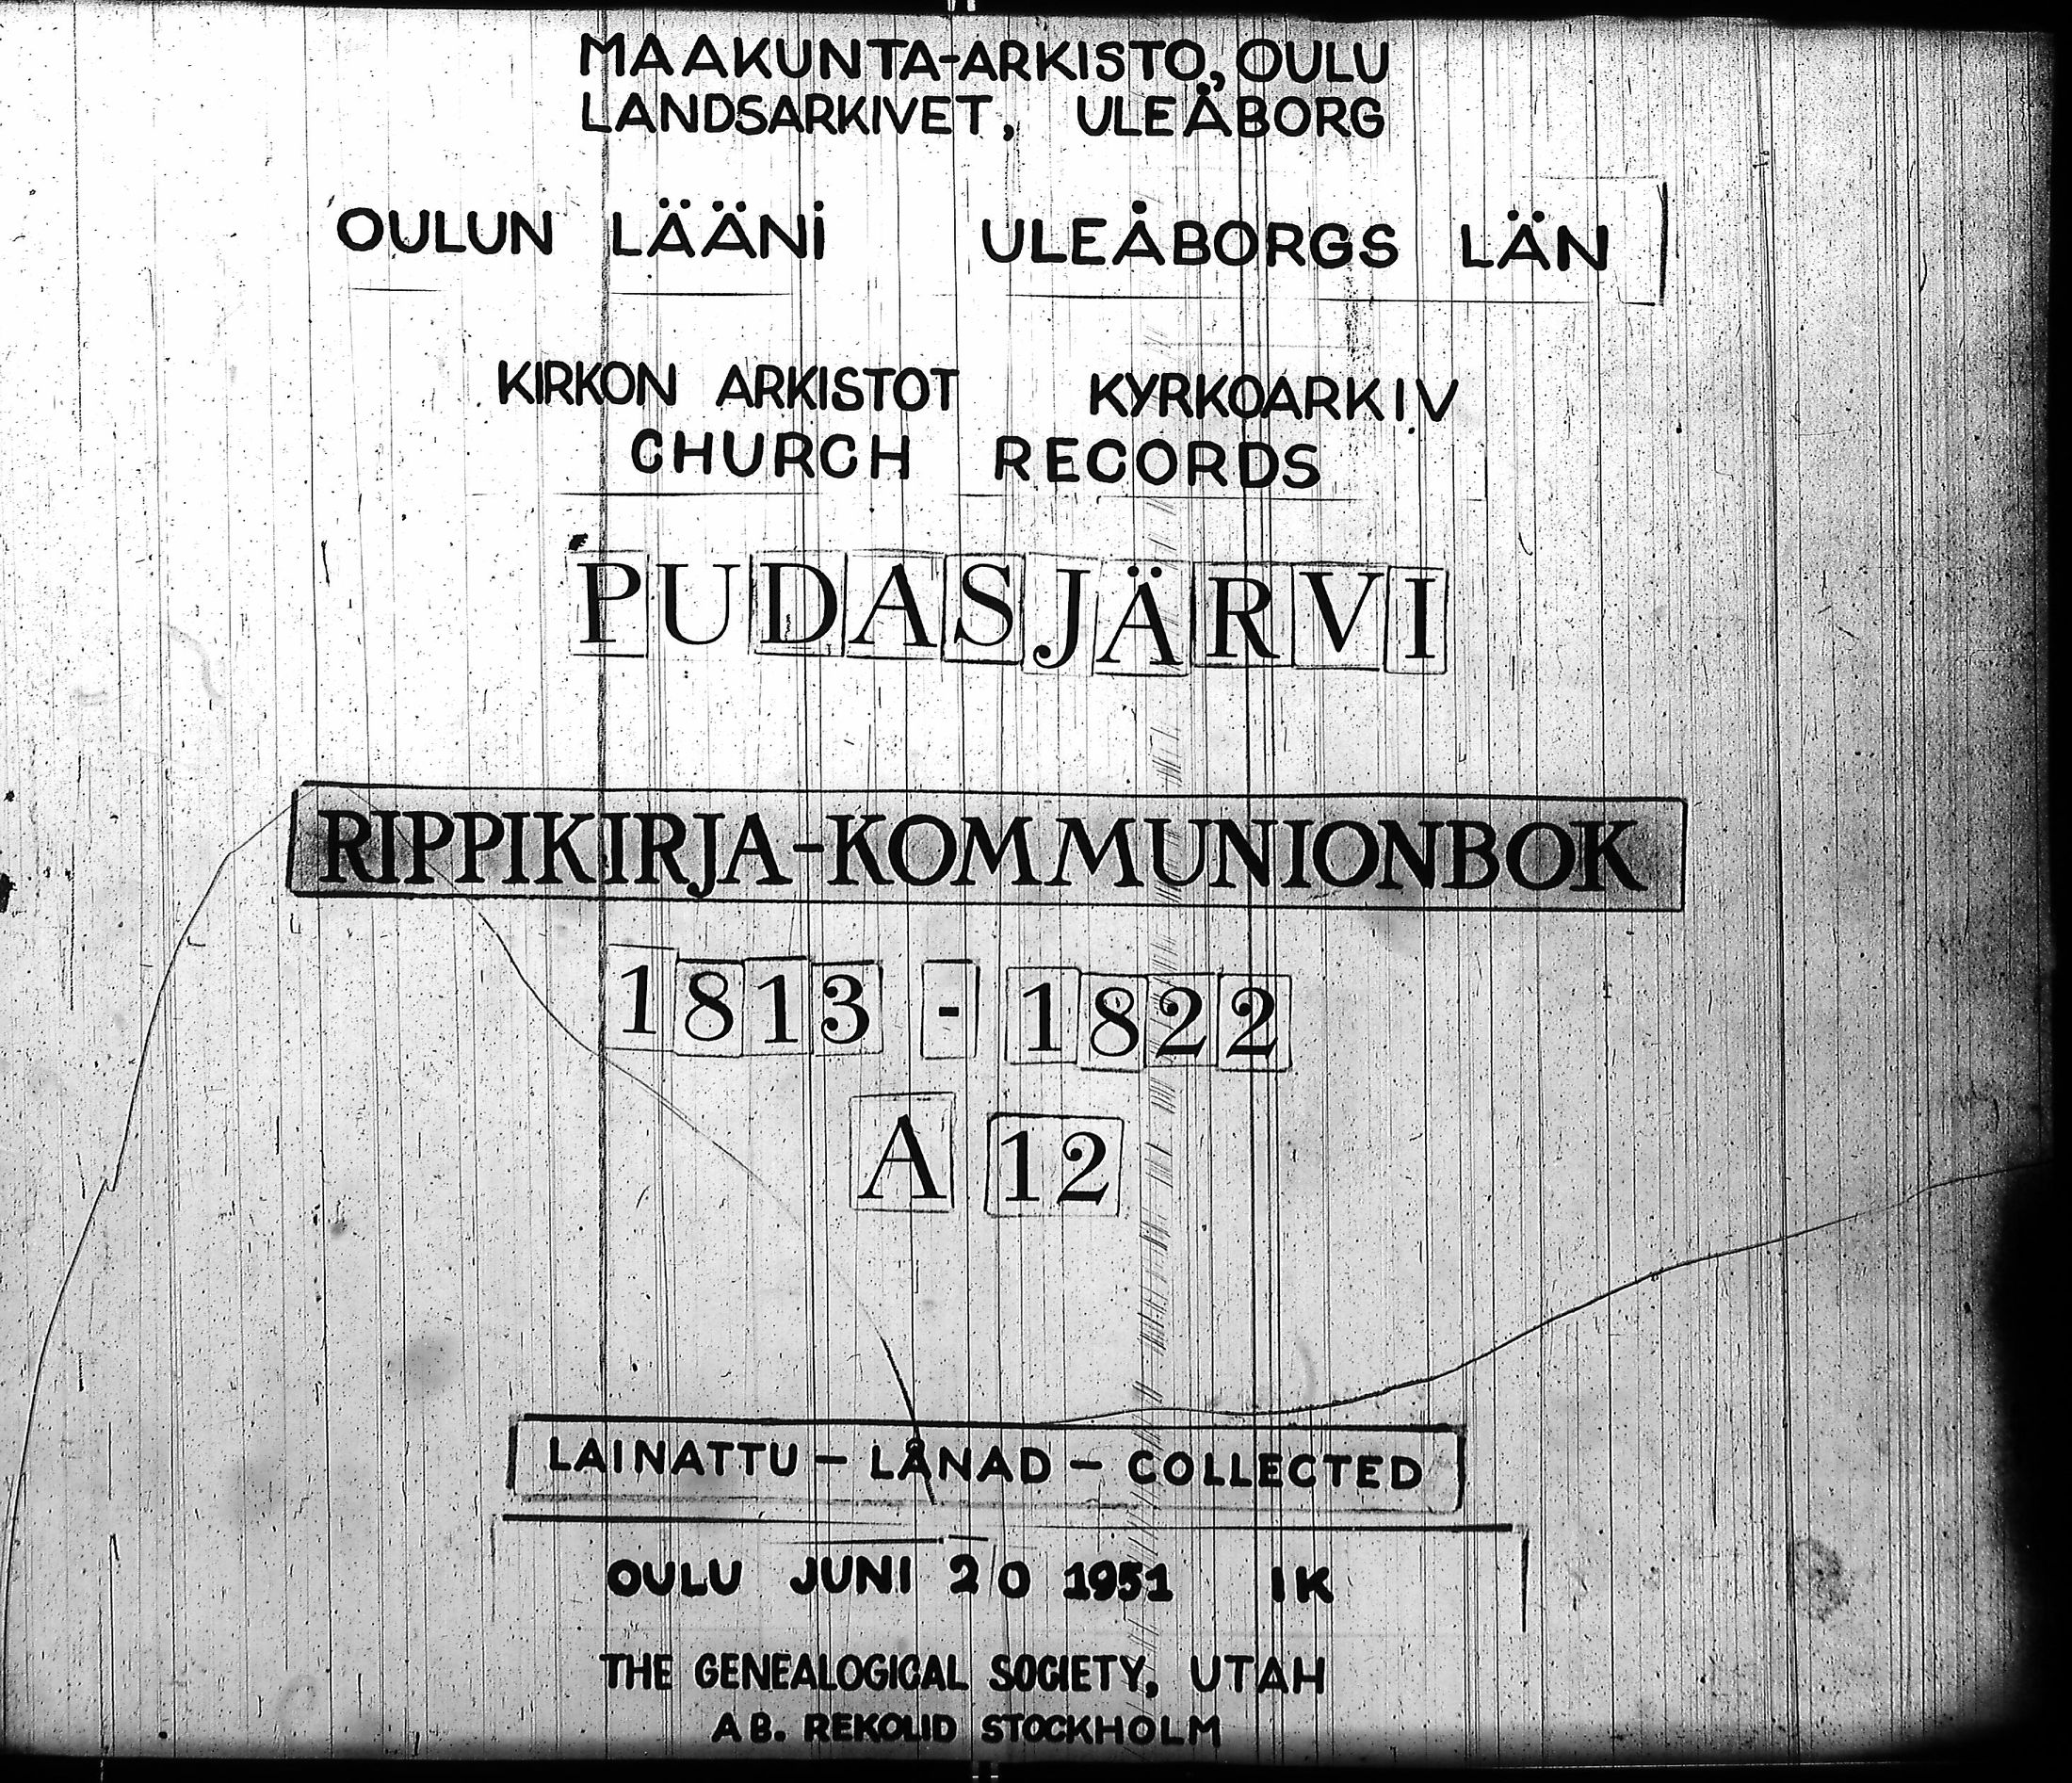 MAAKUNTA-ARKISTO, OULU
LANDSARKIVET, ULEÅBORG
OULUN LÄÄNI ULEÅBORGS LÄN
KIRKON ARKISTOT KYRKOARKIV
CHURCH RECORDS
PUDASJÄRVI
RIPPIKIRJA-KOMMUNIONBOK
1813 - 1822
A 12
LAINATTU - LÅNAD - COLLECTED
OULU JUNI 20 1951 IK
THE GENEALOGICAL SOCIETY, UTAH
AB. REKOLID STOCKHOLM